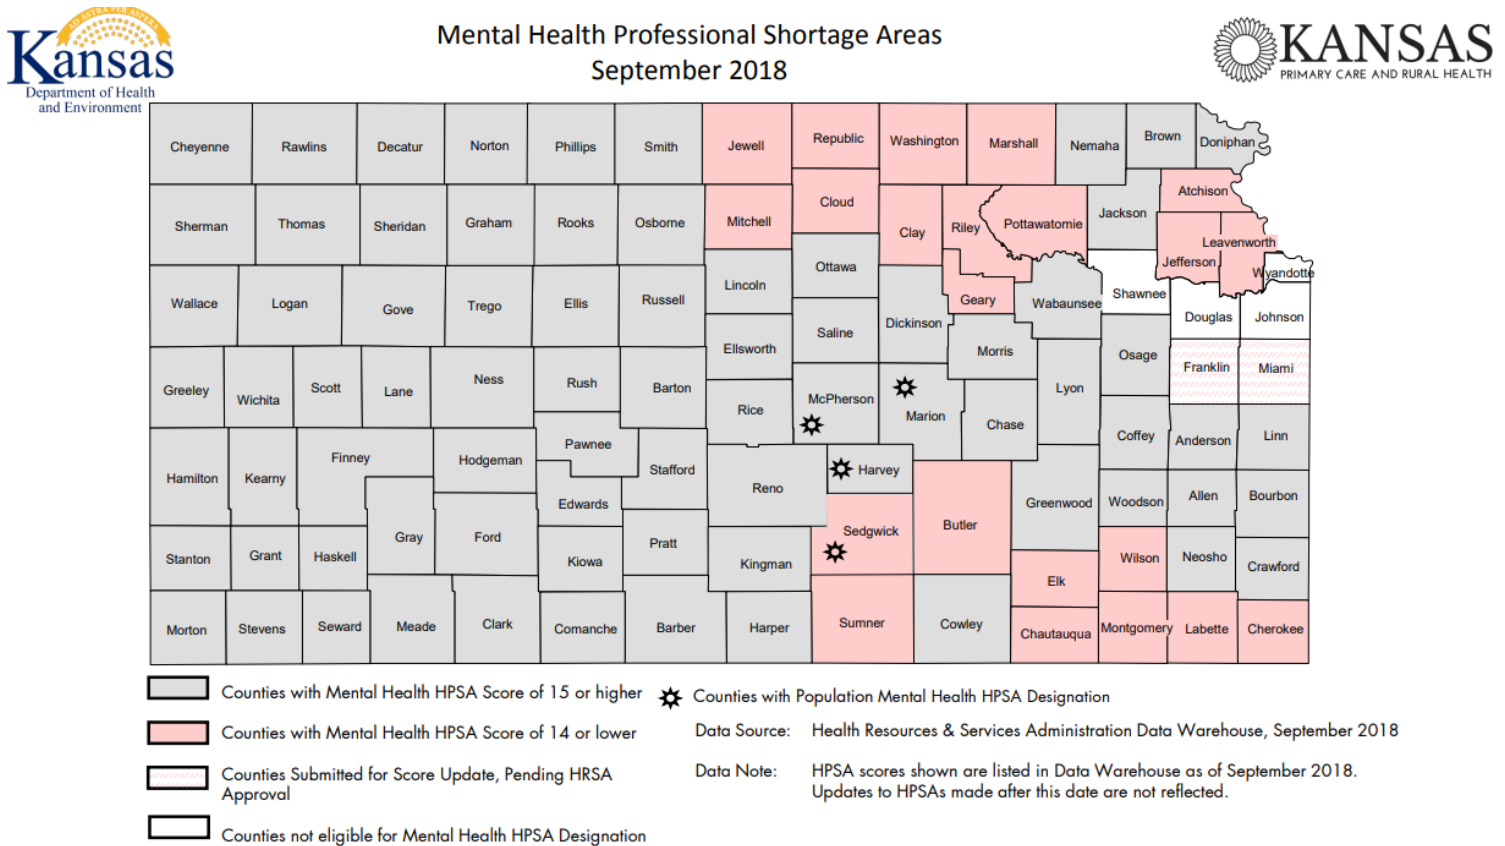 AD ASTRA PER ASPERA
Kansas
Department of Health
and Environment
Mental Health Professional Shortage Areas
September 2018
KANSAS
PRIMARY CARE AND RURAL HEALTH
Cheyenne Rawlins Decatur Norton Phillips Smith Jewell Republic Washington Marshall Nemaha Brown Doniphan
Atchison
Sherman Thomas Sheridan Graham Rooks Osborne Mitchell Cloud Clay Riley Pottawatomie Jackson
Leavenworth
Jefferson
Wyandotte
Wallace Logan Gove Trego Ellis Russell Lincoln Ottawa Geary Wabaunsee Shawnee
Saline Dickinson Douglas Johnson
Ellsworth Morris Osage Franklin Miami
Greeley Wichita Scott Lane Ness Rush Barton Rice McPherson Marion Chase Lyon
Coffey Anderson Linn
Hamilton Kearny Finney Hodgeman Pawnee Stafford Reno Harvey
Edwards Greenwood Woodson Allen Bourbon
Gray Ford Sedgwick Butler
Stanton Grant Haskell Kiowa Pratt Kingman Elk Wilson Neosho Crawford
Morton Stevens Seward Meade Clark Comanche Barber Harper Sumner Cowley Chautauqua Montgomery Labette Cherokee
Counties with Mental Health HPSA Score of 15 or higher
Counties with Mental Health HPSA Score of 14 or lower
Counties Submitted for Score Update, Pending HRSA
Approval
Counties not eligible for Mental Health HPSA Designation
Counties with Population Mental Health HPSA Designation
Data Source: Health Resources & Services Administration Data Warehouse, September 2018
Data Note: HPSA scores shown are listed in Data Warehouse as of September 2018.
Updates to HPSAs made after this date are not reflected.